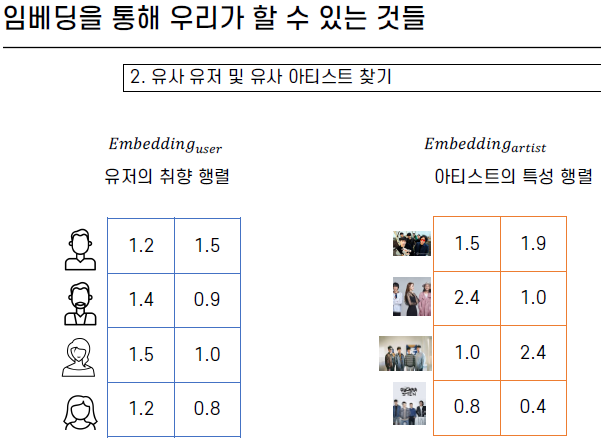 임베딩을 통해 우리가 할 수 있는 것들
2. 유사 유저 및 유사 아티스트 찾기
Embedding_user
유저의 취향 행렬
1.2 1.5
1.4 0.9
1.5 1.0
1.2 0.8
Embedding_artist
아티스트의 특성 행렬
1.5 1.9
2.4 1.0
1.0 2.4
0.8 0.4